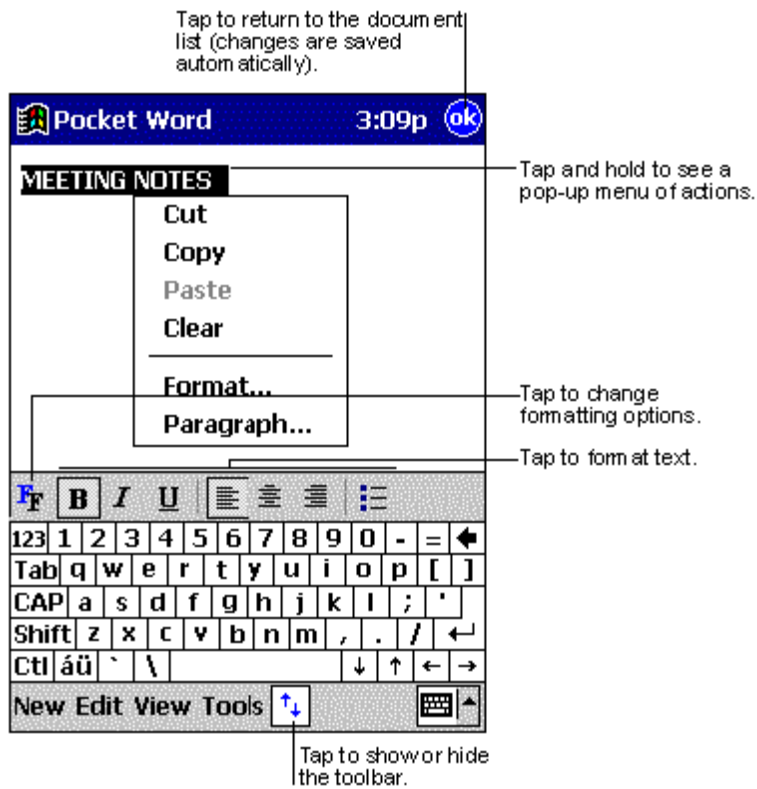 Tap to return to the document
list (changes are saved
automatically).
Pocket Word 3:09p ok
MEETING NOTES
Tap and hold to see a
pop-up menu of actions.
Cut
Copy
Paste
Clear
Format...
Paragraph...
Tap to change
formatting options.
Tap to format text.
FF B I U
123 1 2 3 4 5 6 7 8 9 0 - =
Tab q w e r t y u i o p [ ]
CAP a s d f g h j k l ; '
Shift z x c v b n m , . /
Ctl áü ` \ ↓ ↑ ← →
New Edit View Tools
Tap to show or hide
the toolbar.